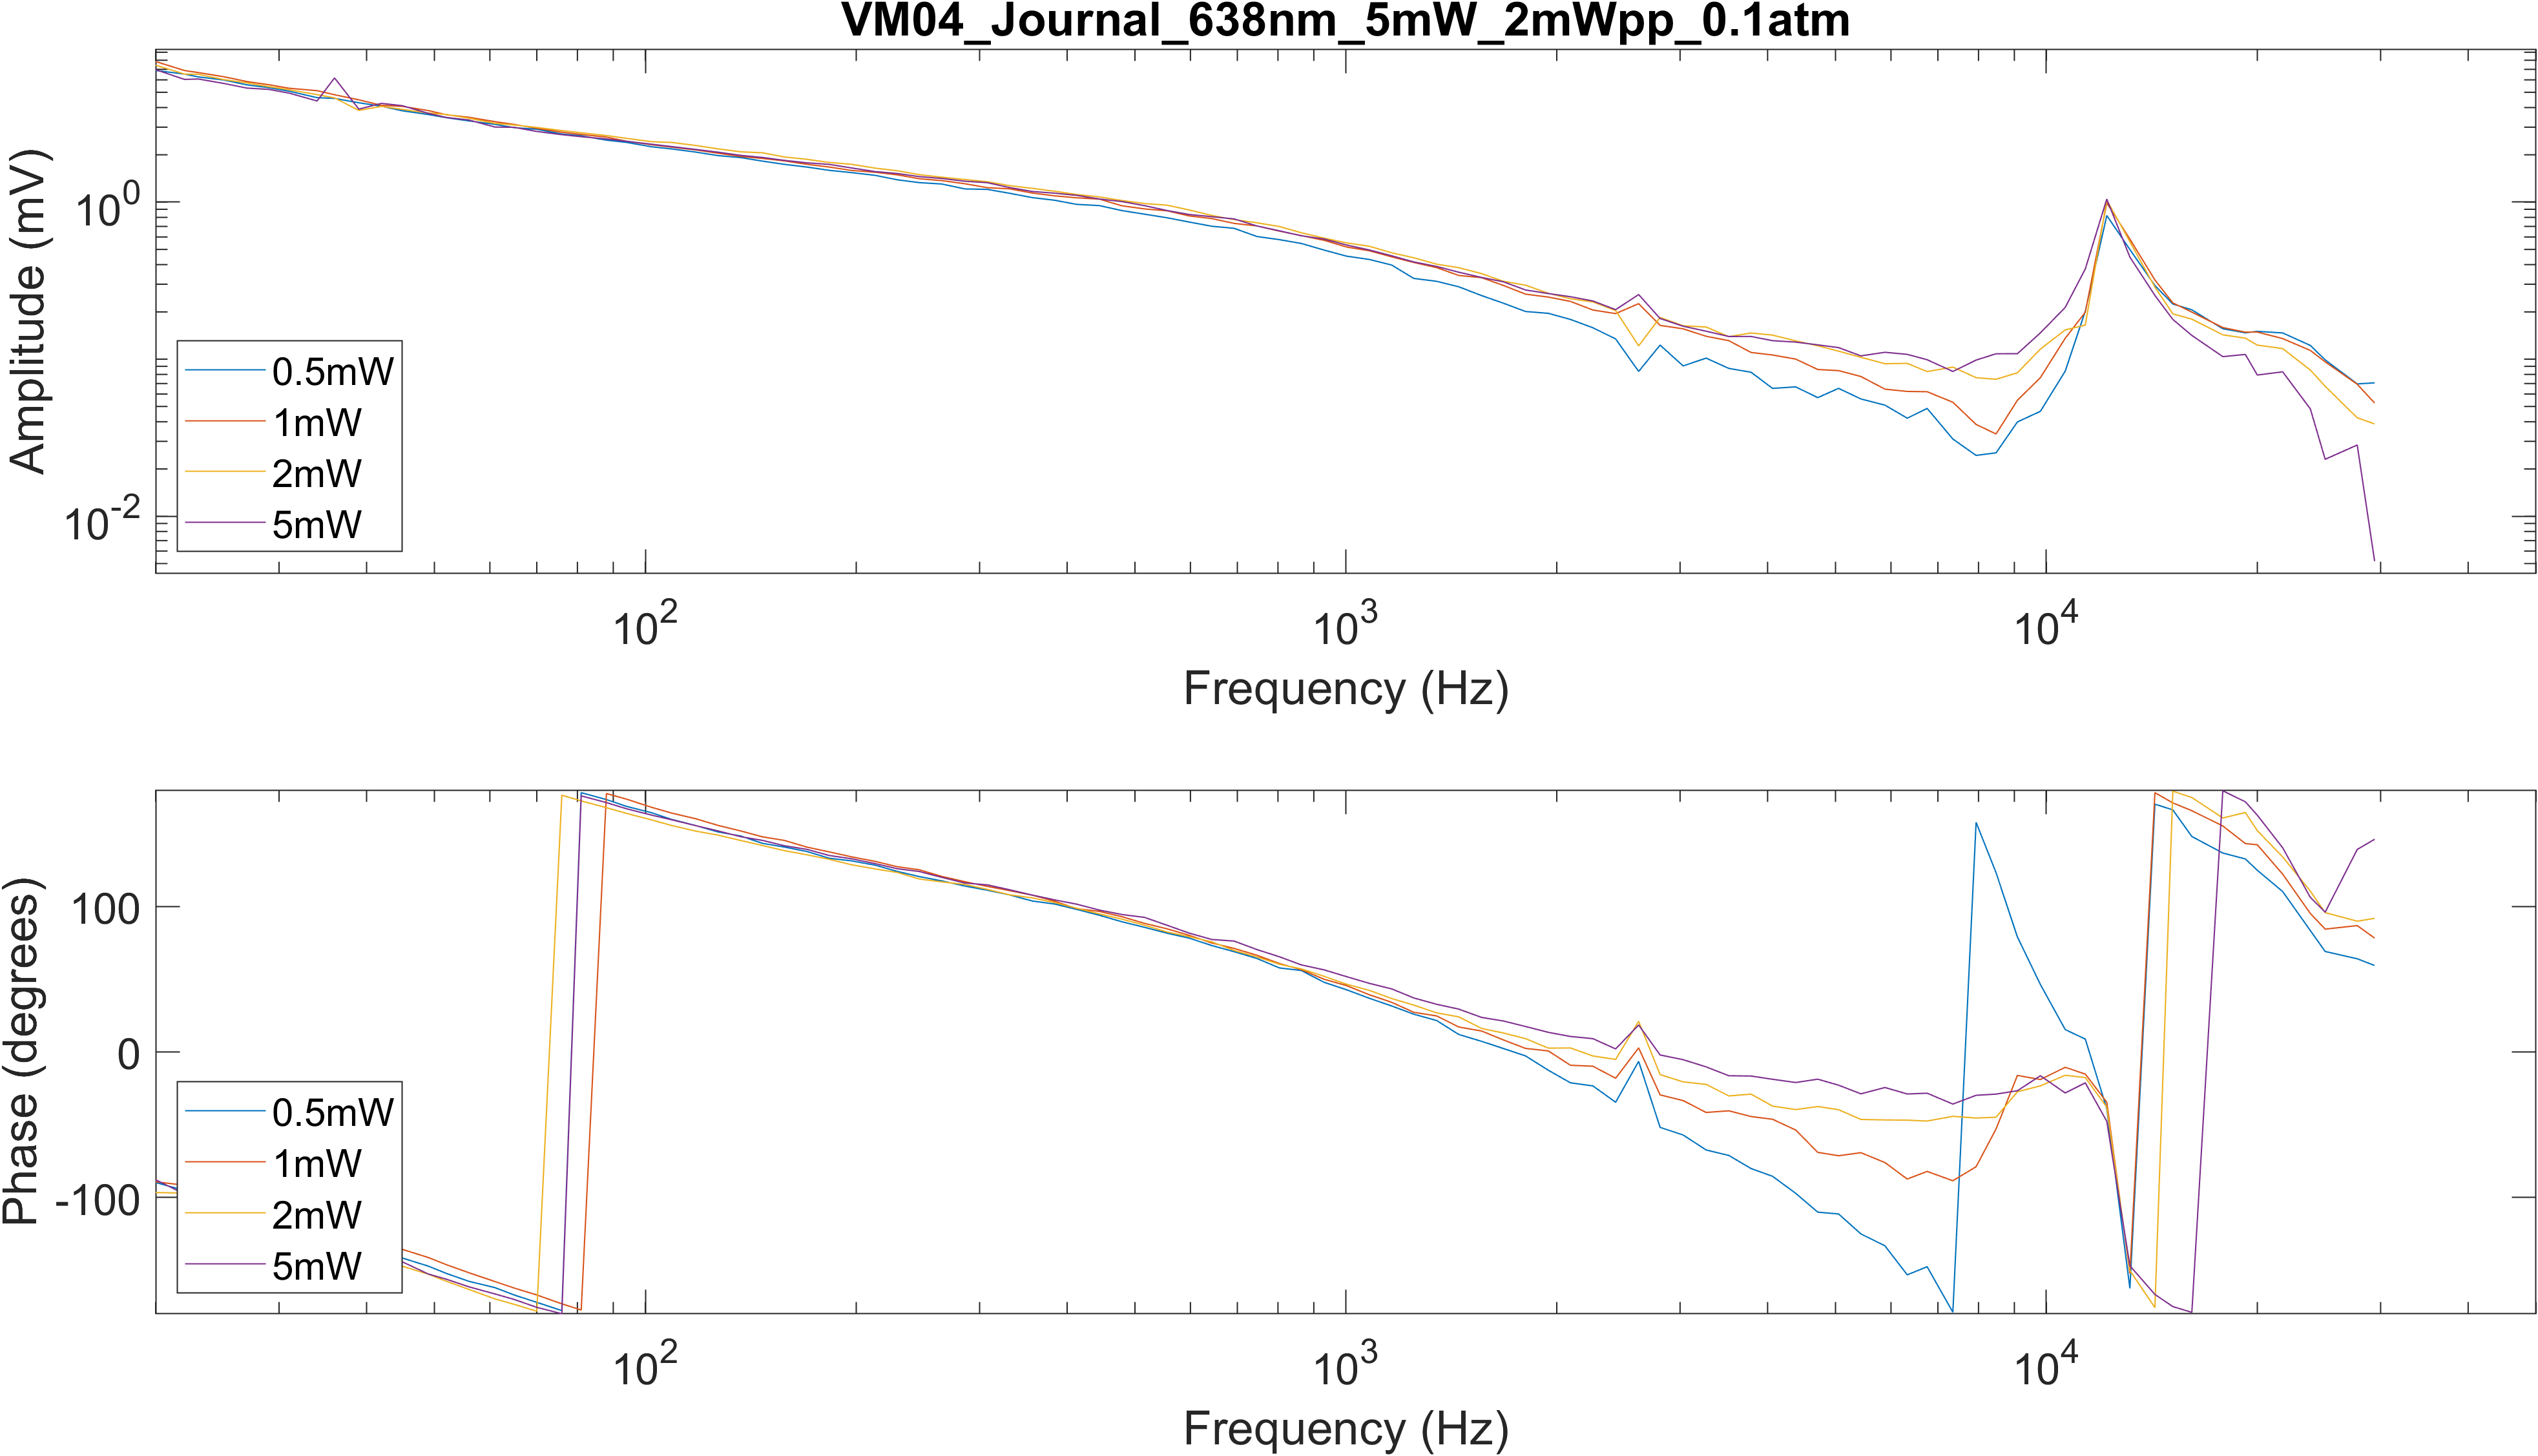 VM04_Journal_638nm_5mW_2mWpp_0.1atm
Amplitude (mV)
10^0
10^-2
0.5mW
1mW
2mW
5mW
10^2
10^3
10^4
Frequency (Hz)
Phase (degrees)
100
0
-100
0.5mW
1mW
2mW
5mW
10^2
10^3
10^4
Frequency (Hz)